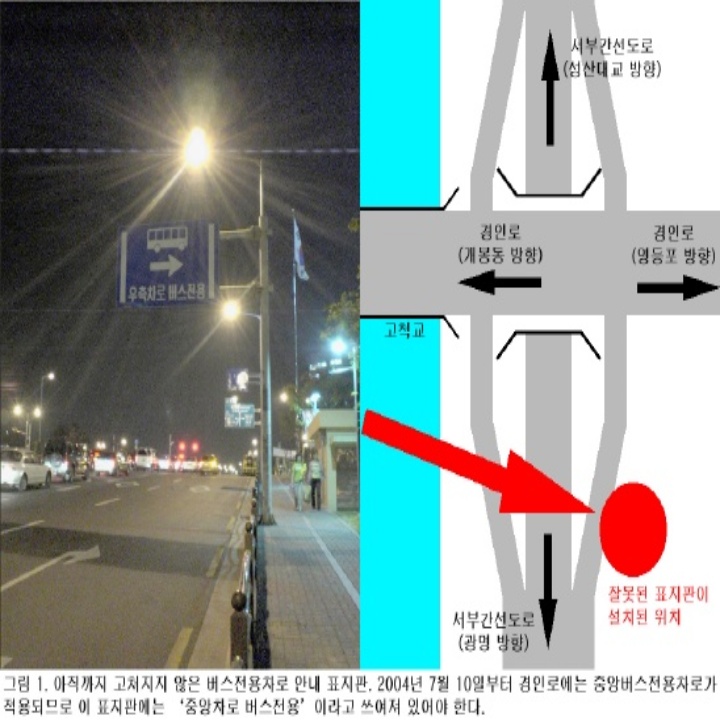 우측차로 버스전용
서부간선도로
(성산대교 방향)
경인로
(개봉동 방향)
경인로
(영등포 방향)
고척교
잘못된 표지판이
설치된 위치
서부간선도로
(광명 방향)
그림 1. 아직까지 고쳐지지 않은 버스전용차로 안내 표지판. 2004년 7월 10일부터 경인로에는 중앙버스전용차로가
적용되므로 이 표지판에는 '중앙차로 버스전용' 이라고 쓰여져 있어야 한다.